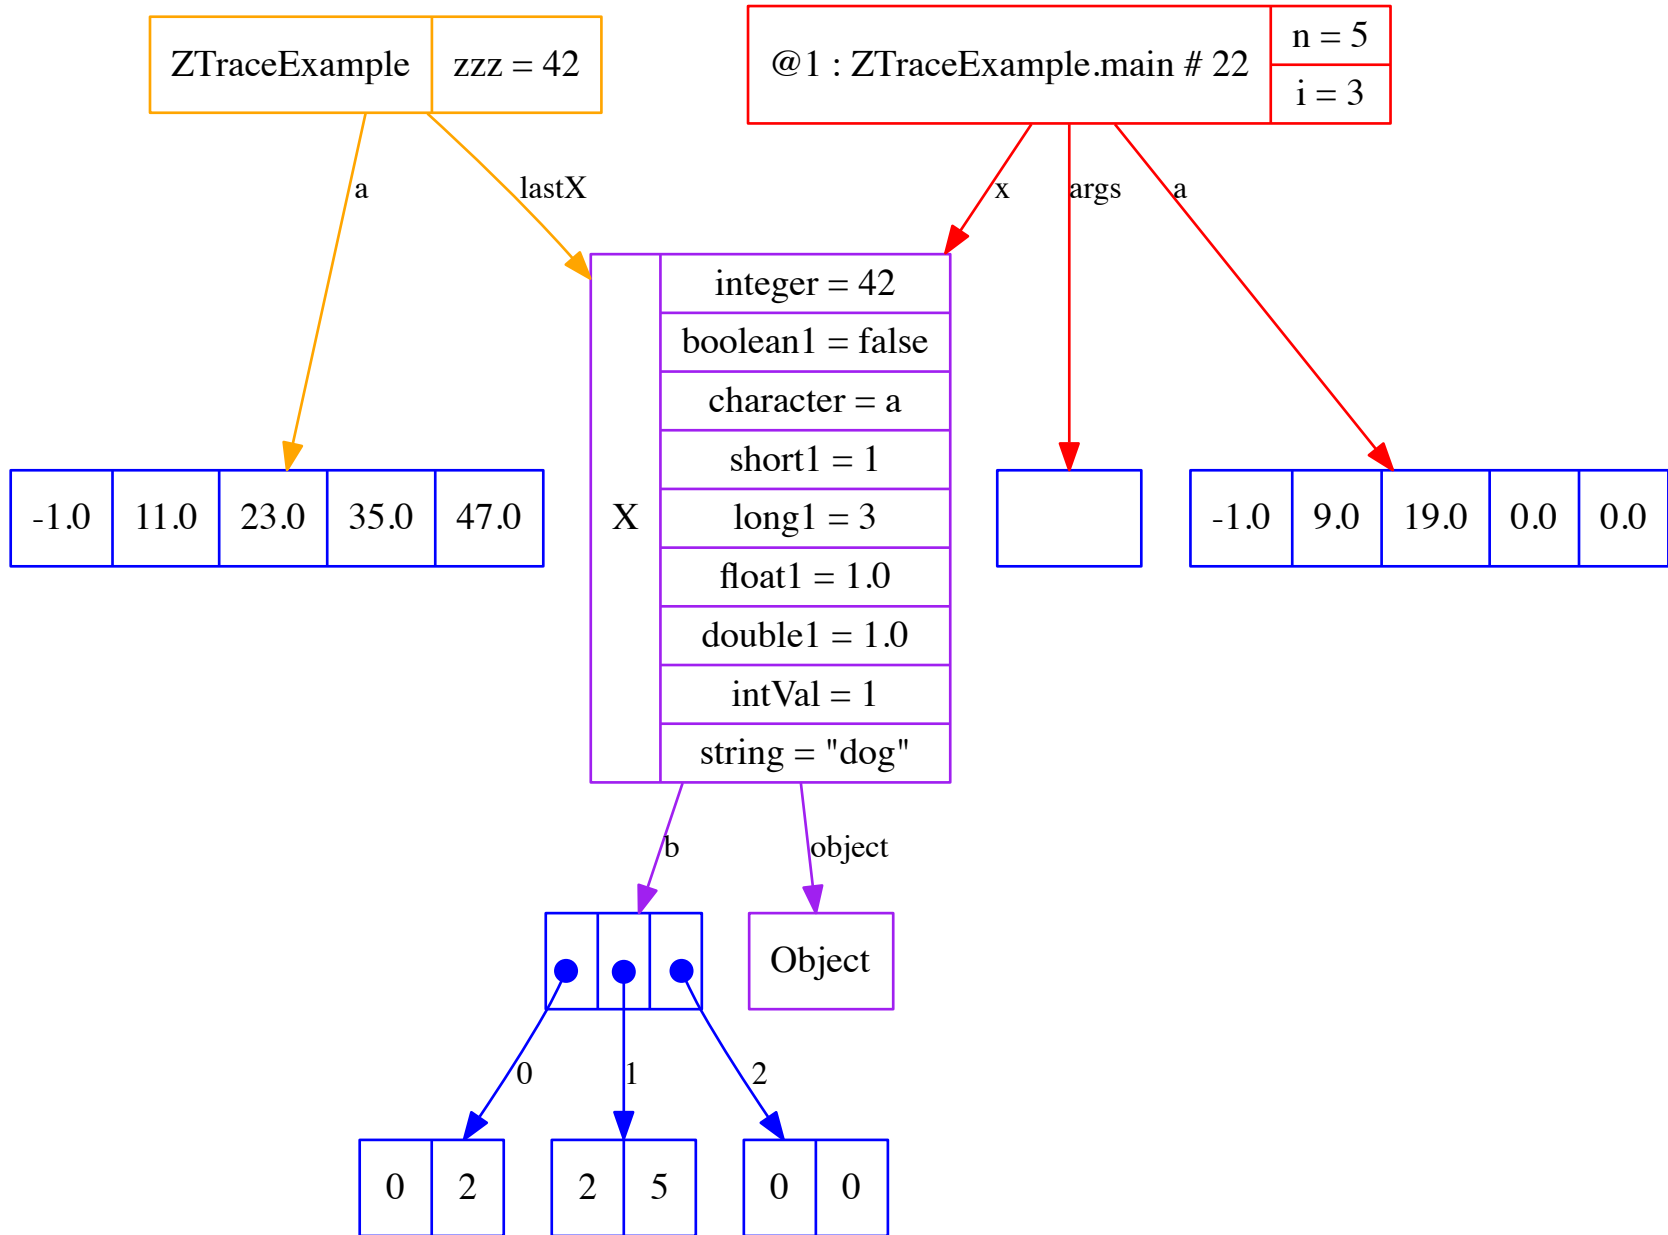 ZTraceExample
zzz = 42
@1 : ZTraceExample.main # 22
n = 5
i = 3
a
lastX
x
args
a
X
integer = 42
boolean1 = false
character = a
short1 = 1
long1 = 3
float1 = 1.0
double1 = 1.0
intVal = 1
string = "dog"
-1.0 11.0 23.0 35.0 47.0
-1.0 9.0 19.0 0.0 0.0
b
object
Object
0
1
2
0 2
2 5
0 0